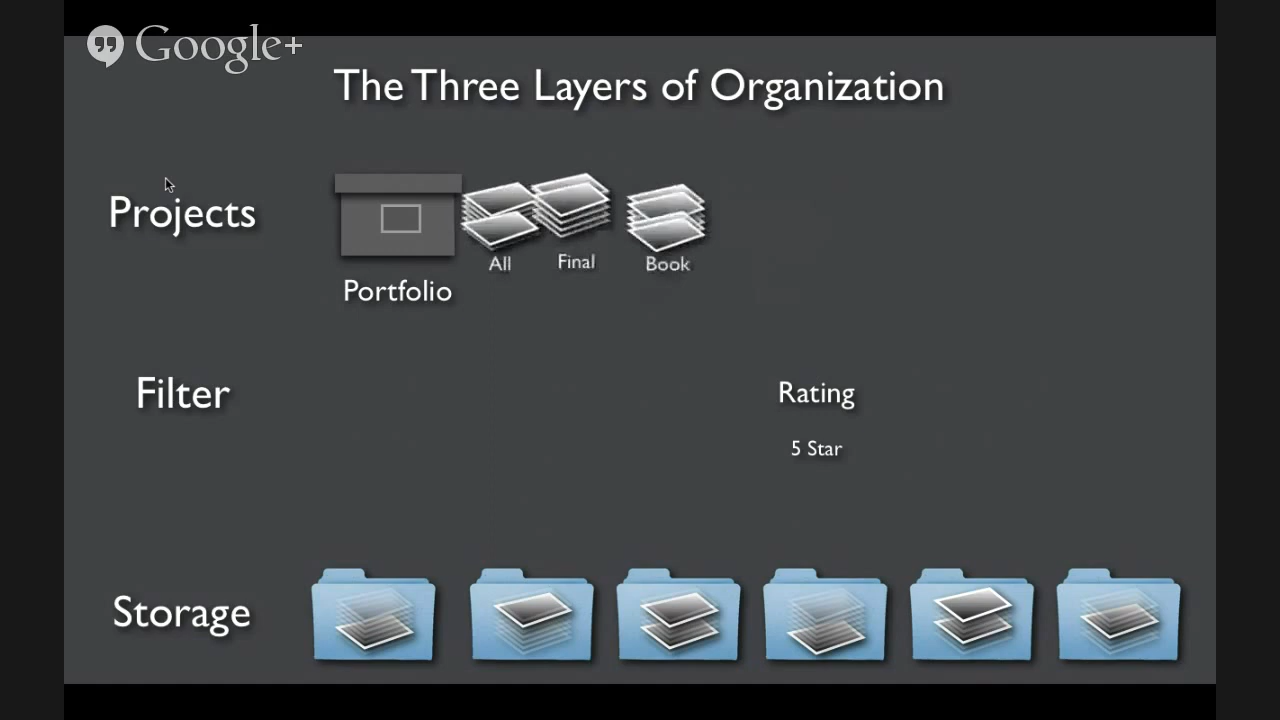 Google+
The Three Layers of Organization
Projects
All
Final
Book
Portfolio
Filter
Rating
5 Star
Storage